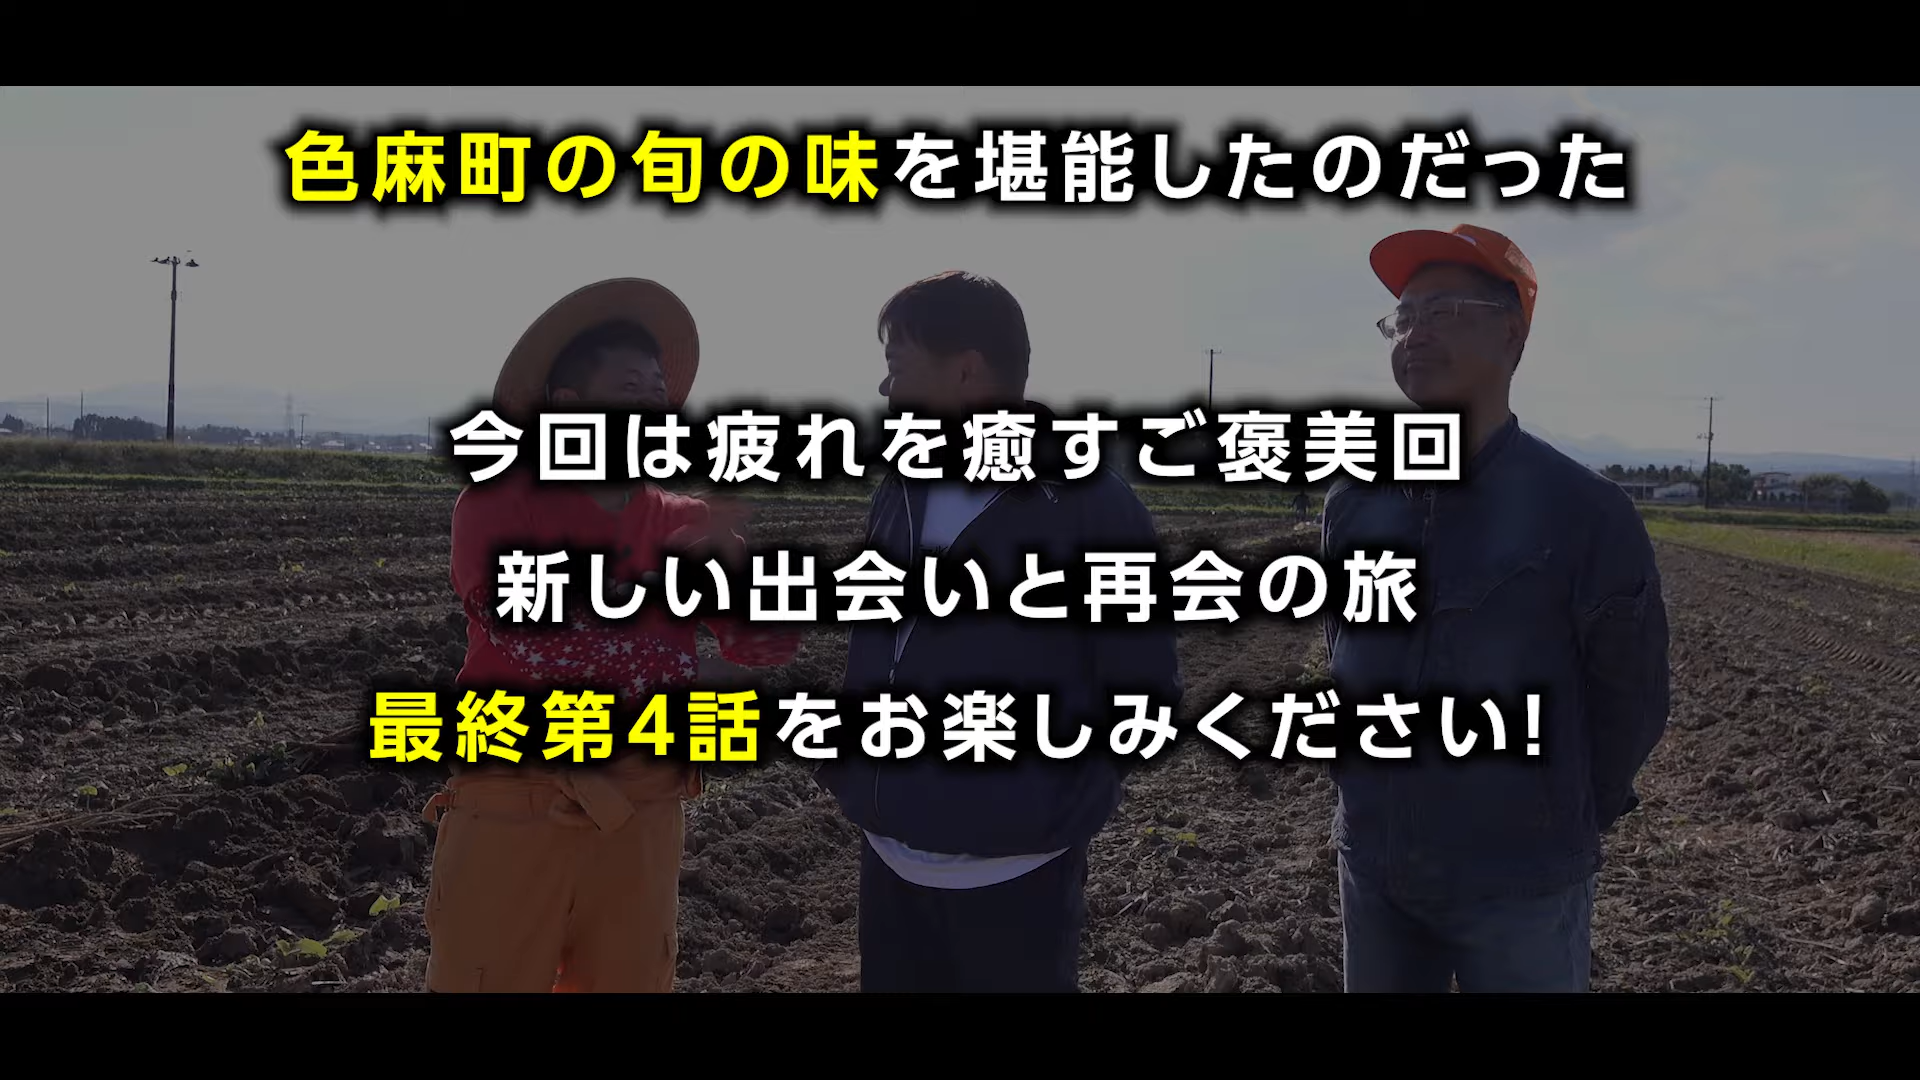 色麻町の旬の味を堪能したのだった
今回は疲れを癒すご褒美回
新しい出会いと再会の旅
最終第4話をお楽しみください!